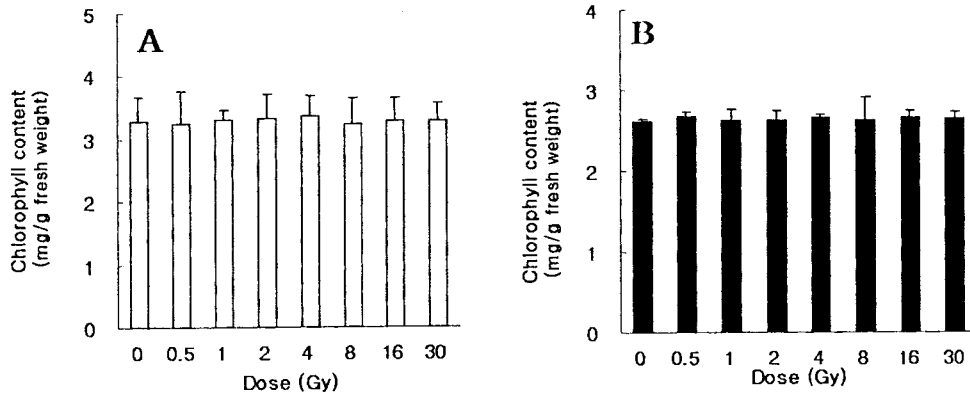 A
Chlorophyll content
(mg/g fresh weight)
5
4
3
2
1
0
0 0.5 1 2 4 8 16 30
Dose (Gy)
B
Chlorophyll content
(mg/g fresh weight)
4
3
2
1
0
0 0.5 1 2 4 8 16 30
Dose (Gy)